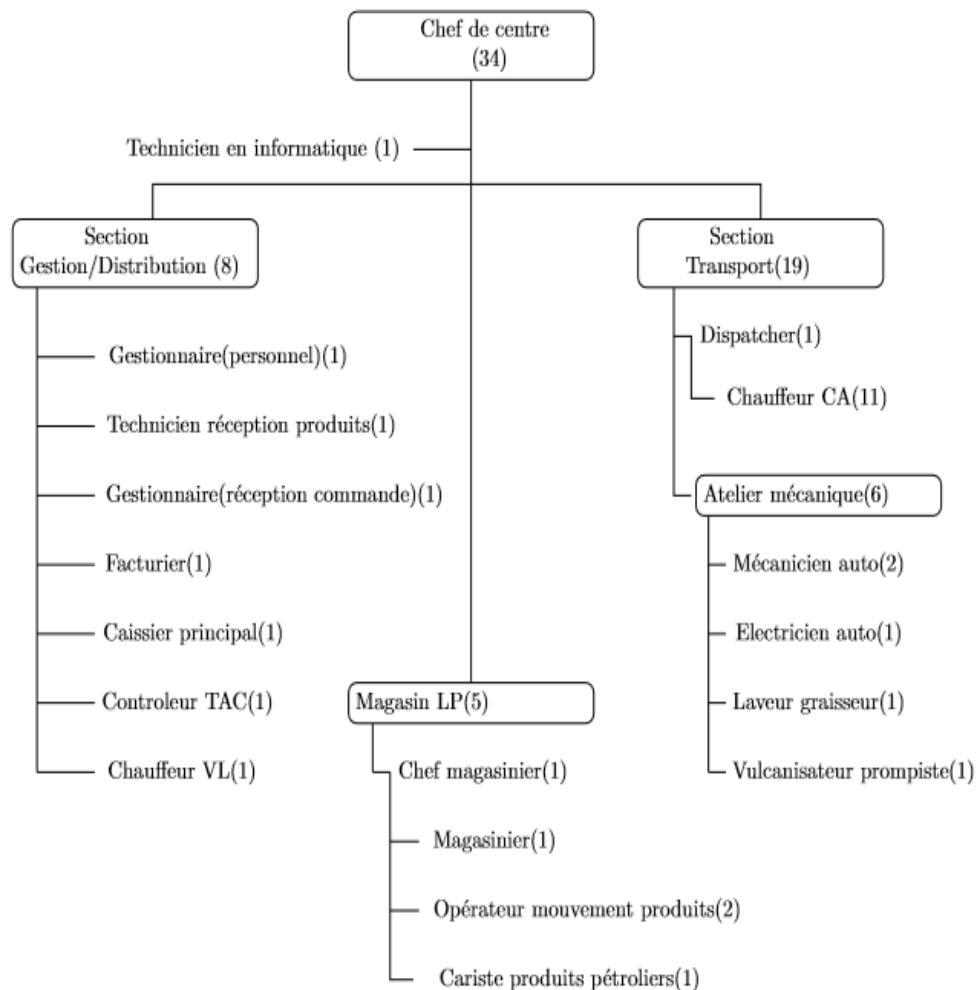 Chef de centre
(34)
Technicien en informatique (1)
Section
Gestion/Distribution (8)
Gestionnaire(personnel)(1)
Technicien réception produits(1)
Gestionnaire(réception commande)(1)
Facturier(1)
Caissier principal(1)
Controleur TAC(1)
Chauffeur VL(1)
Magasin LP(5)
Chef magasinier(1)
Magasinier(1)
Opérateur mouvement produits(2)
Cariste produits pétroliers(1)
Section
Transport(19)
Dispatcher(1)
Chauffeur CA(11)
Atelier mécanique(6)
Mécanicien auto(2)
Electricien auto(1)
Laveur graisseur(1)
Vulcanisateur prompiste(1)